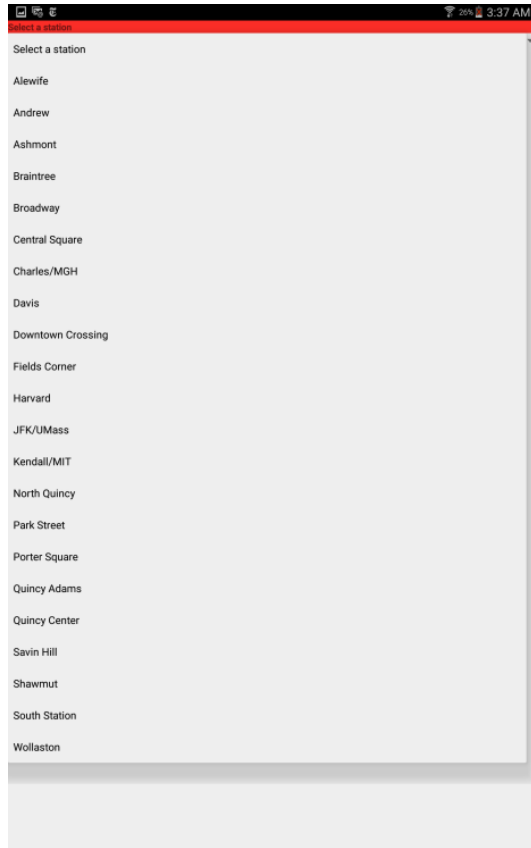 26% 3:37 AM
Select a station
Select a station
Alewife
Andrew
Ashmont
Braintree
Broadway
Central Square
Charles/MGH
Davis
Downtown Crossing
Fields Corner
Harvard
JFK/UMass
Kendall/MIT
North Quincy
Park Street
Porter Square
Quincy Adams
Quincy Center
Savin Hill
Shawmut
South Station
Wollaston